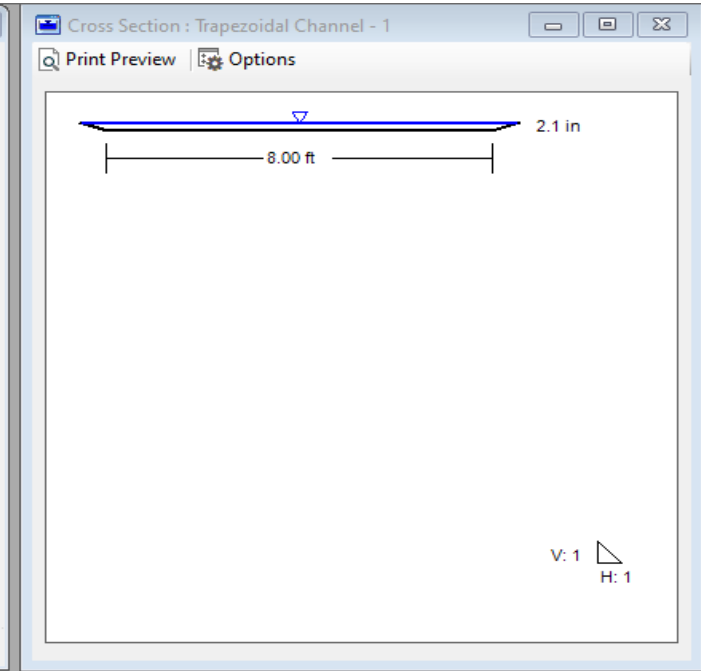 Cross Section : Trapezoidal Channel - 1
Print Preview Options
2.1 in
8.00 ft
V: 1
H: 1